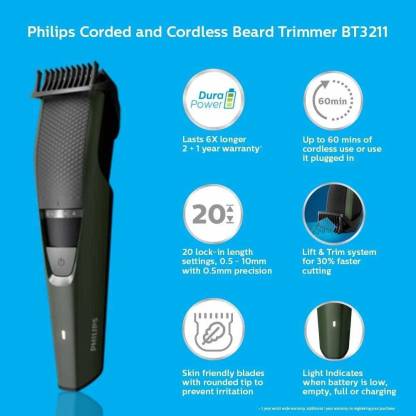 Philips Corded and Cordless Beard Trimmer BT3211
Dura
Power
60min
Lasts 6X longer
2 + 1 year warranty*
Up to 60 mins of
cordless use or use
it plugged in
20
20 lock-in length
settings, 0.5 - 10mm
with 0.5mm precision
Lift & Trim system
for 30% faster
cutting
PHILIPS
Skin friendly blades
with rounded tip to
prevent irritation
Light Indicates
when battery is low,
empty, full or charging